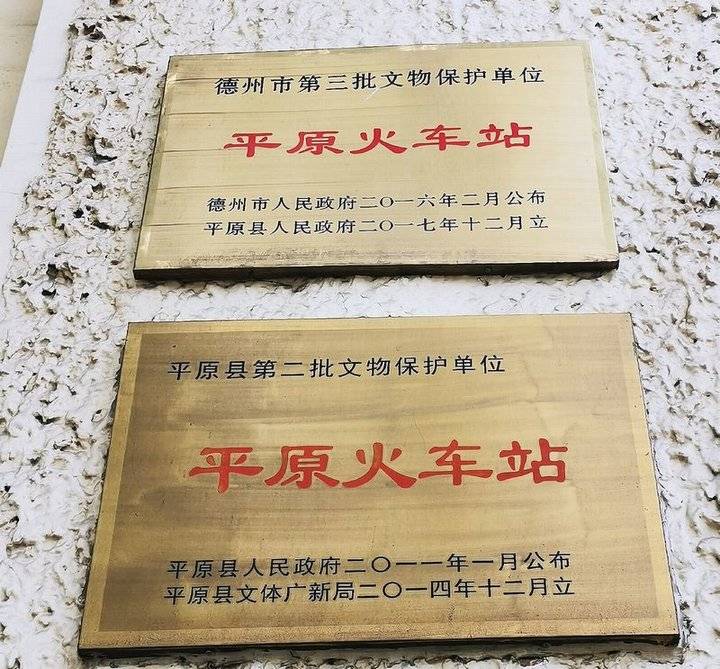 德州市第三批文物保护单位
平原火车站
德州市人民政府二〇一六年二月公布
平原县人民政府二〇一七年十二月立
平原县第二批文物保护单位
平原火车站
平原县人民政府二〇一一年一月公布
平原县文体广新局二〇一四年十二月立